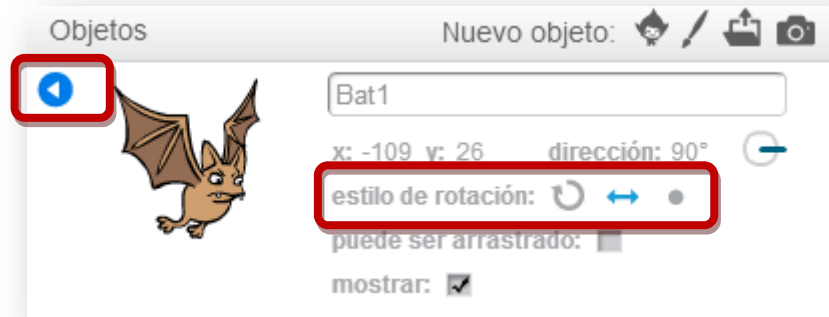 Objetos Nuevo objeto:
Bat1
x: -109 y: 26 dirección: 90°
estilo de rotación:
puede ser arrastrado:
mostrar: